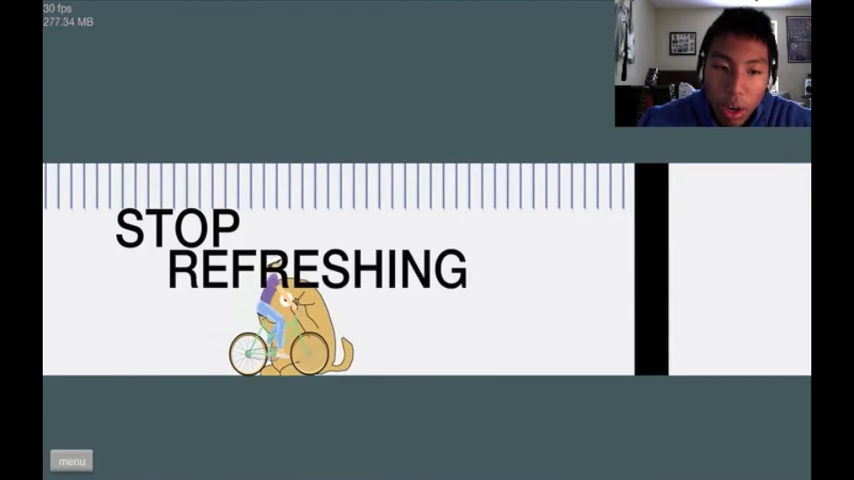 30 fps
277.34 MB
STOP
REFRESHING
menu